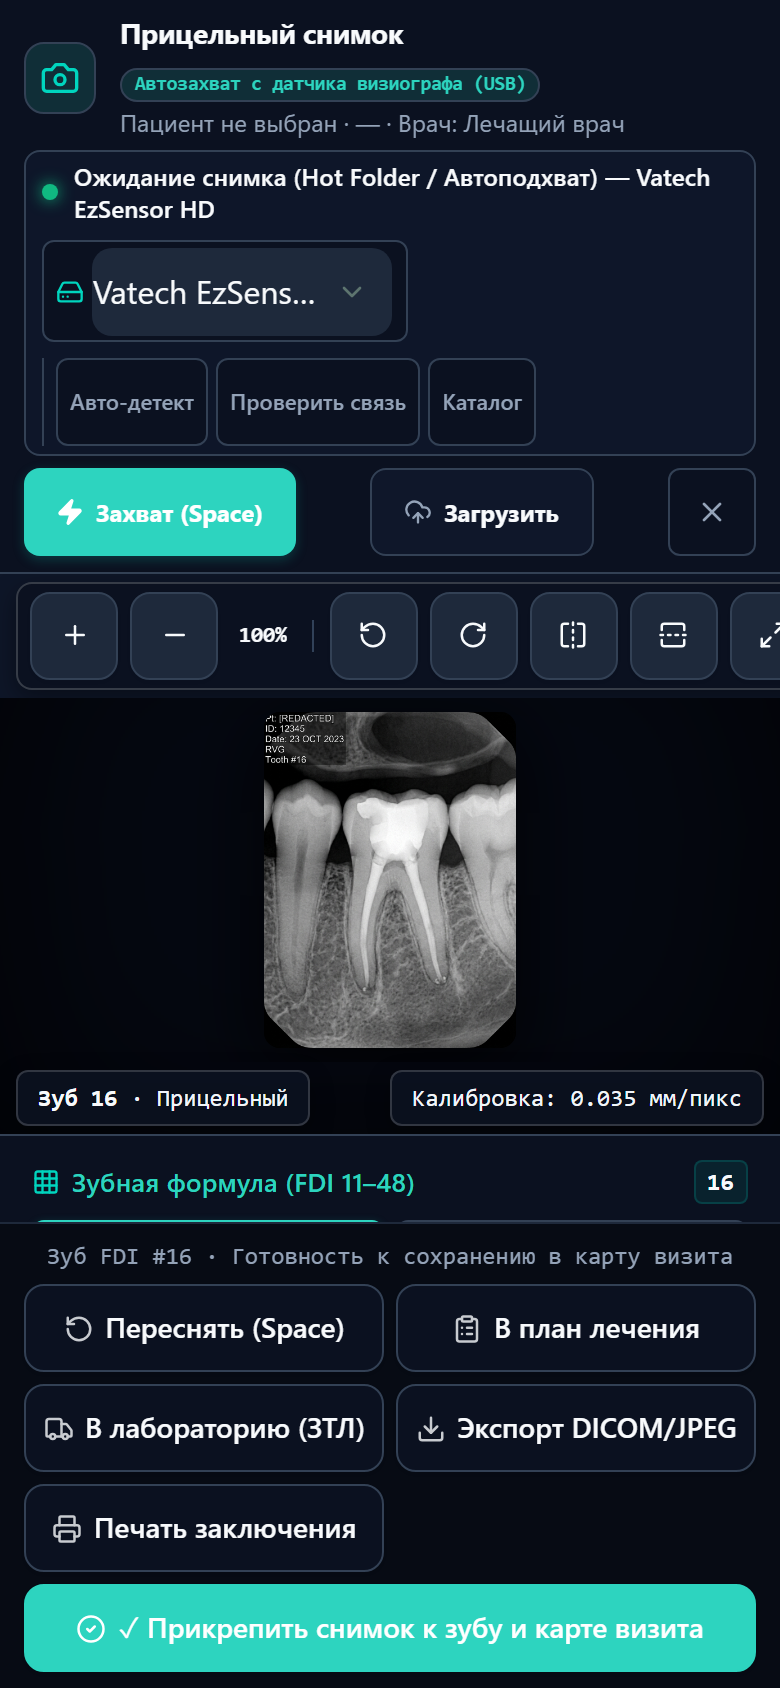 Прицельный снимок
Автозахват с датчика визиографа (USB)
Пациент не выбран · — · Врач: Лечащий врач
Ожидание снимка (Hot Folder / Автоподхват) — Vatech
EzSensor HD
Vatech EzSens...
Авто-детект
Проверить связь
Каталог
Захват (Space)
Загрузить
100%
Pt: [REDACTED]
ID: 12345
Date: 23 OCT 2023
RVG
Tooth #16
Зуб 16 · Прицельный
Калибровка: 0.035 мм/пикс
Зубная формула (FDI 11–48)
16
Зуб FDI #16 · Готовность к сохранению в карту визита
Переснять (Space)
В план лечения
В лабораторию (ЗТЛ)
Экспорт DICOM/JPEG
Печать заключения
✓ Прикрепить снимок к зубу и карте визита